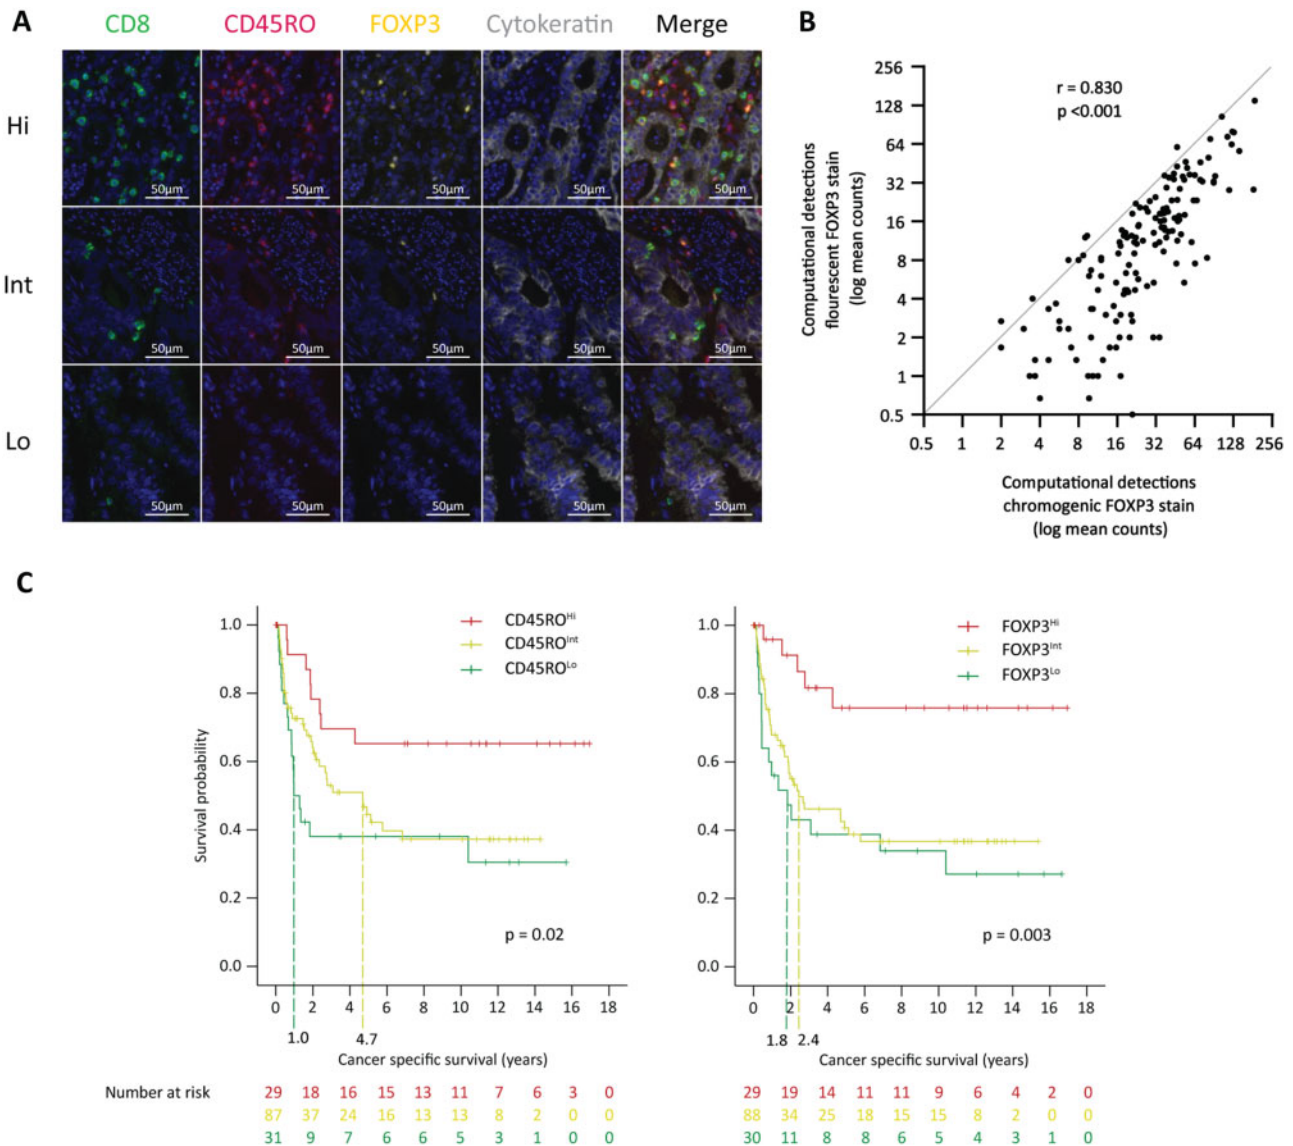 A
CD8 CD45RO FOXP3 Cytokeratin Merge
Hi
50µm 50µm 50µm 50µm 50µm
Int
50µm 50µm 50µm 50µm 50µm
Lo
50µm 50µm 50µm 50µm 50µm
B
r = 0.830
p <0.001
Computational detections
flourescent FOXP3 stain
(log mean counts)
256
128
64
32
16
8
4
2
1
0.5
0.5 1 2 4 8 16 32 64 128 256
Computational detections
chromogenic FOXP3 stain
(log mean counts)
C
Survival probability
1.0
0.8
0.6
0.4
0.2
0.0
CD45RO^Hi
CD45RO^Int
CD45RO^Lo
p = 0.02
0 2 4 6 8 10 12 14 16 18
1.0 4.7
Cancer specific survival (years)
1.0
0.8
0.6
0.4
0.2
0.0
FOXP3^Hi
FOXP3^Int
FOXP3^Lo
p = 0.003
0 2 4 6 8 10 12 14 16 18
1.8 2.4
Cancer specific survival (years)
Number at risk
29 18 16 15 13 11 7 6 3 0
87 37 24 16 13 13 8 2 0 0
31 9 7 6 6 5 3 1 0 0
29 19 14 11 11 9 6 4 2 0
88 34 25 18 15 15 8 2 0 0
30 11 8 8 6 5 4 3 1 0